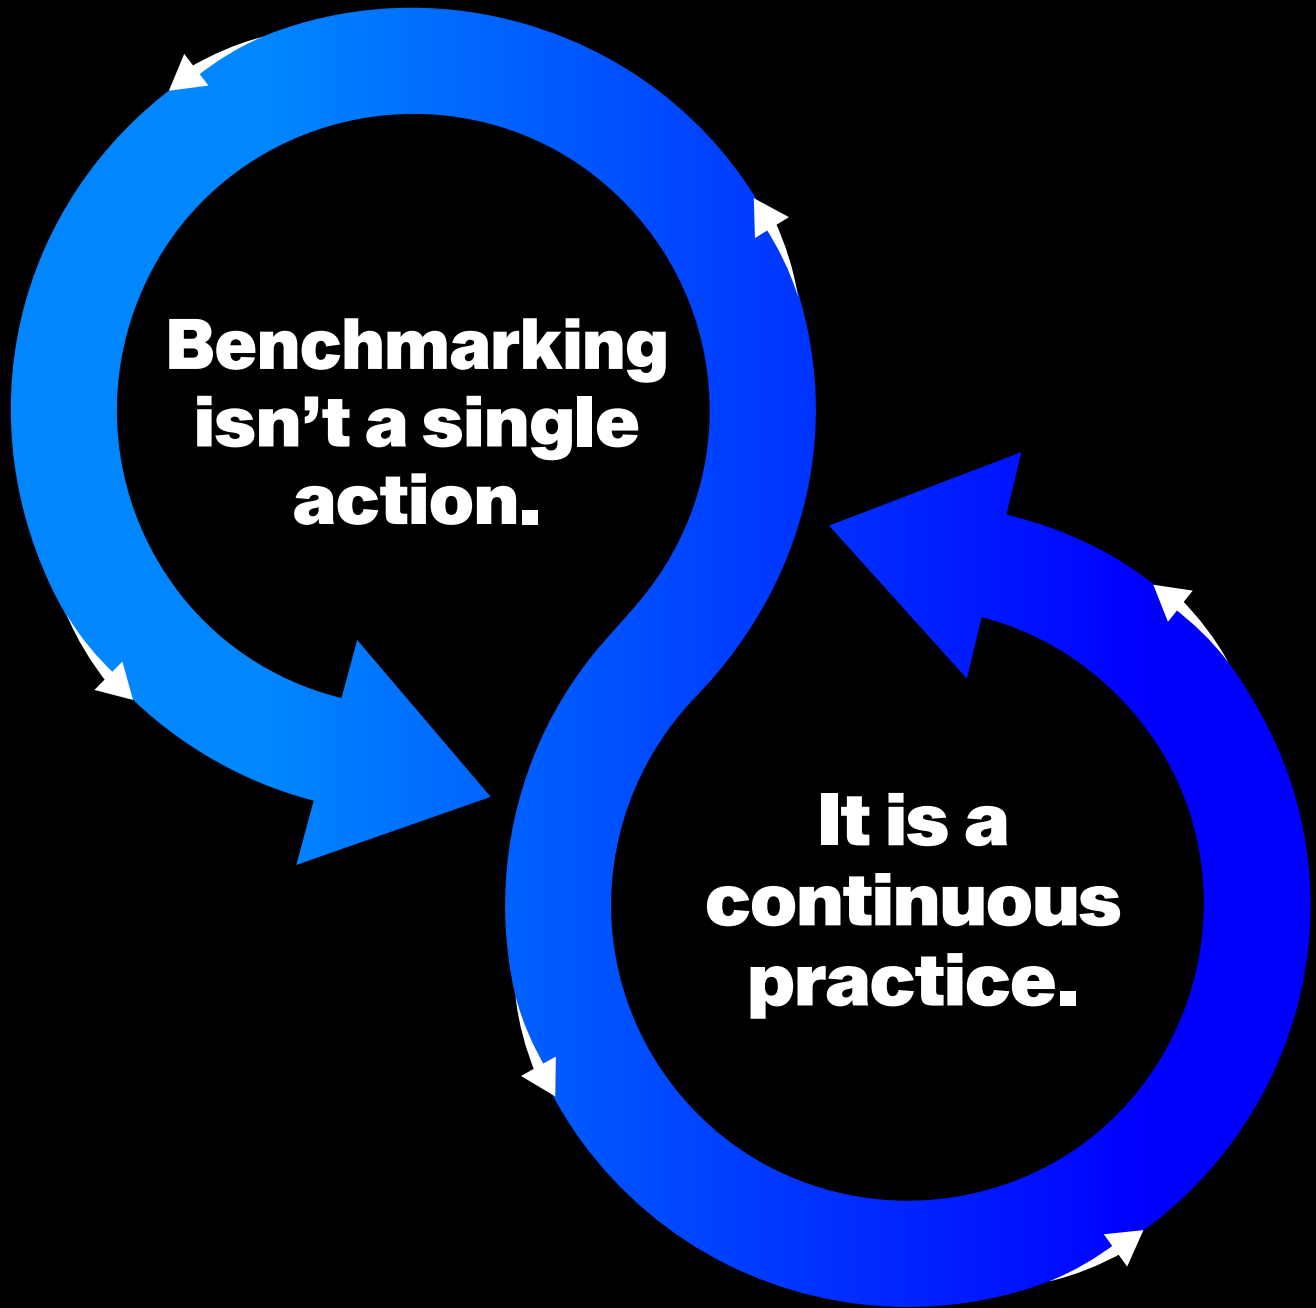 Benchmarking
isn’t a single
action.
It is a
continuous
practice.